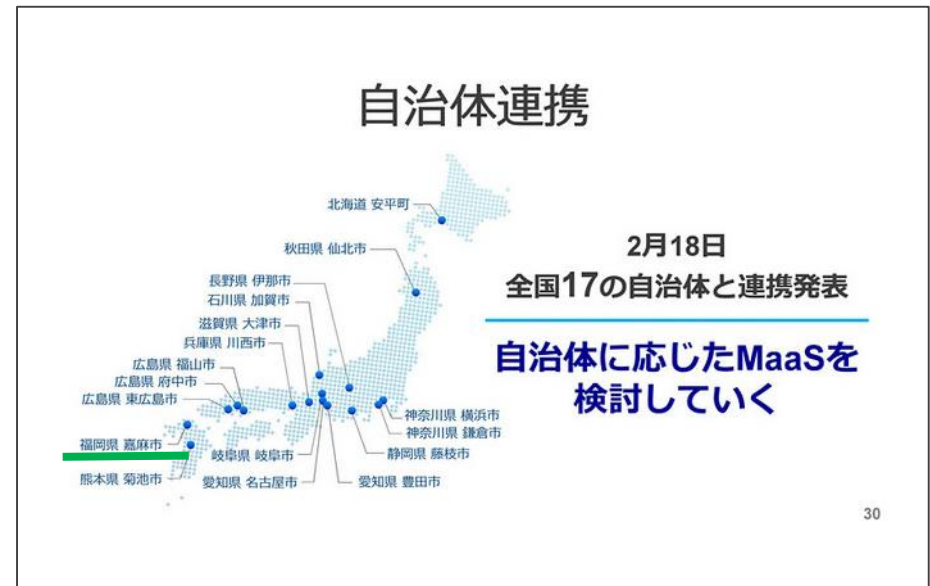 自治体連携
北海道 安平町
秋田県 仙北市
長野県 伊那市
石川県 加賀市
滋賀県 大津市
兵庫県 川西市
広島県 福山市
広島県 府中市
広島県 東広島市
福岡県 嘉麻市
熊本県 菊池市
岐阜県 岐阜市
愛知県 名古屋市
愛知県 豊田市
静岡県 藤枝市
神奈川県 鎌倉市
神奈川県 横浜市
2月18日
全国17の自治体と連携発表
自治体に応じたMaaSを
検討していく
30